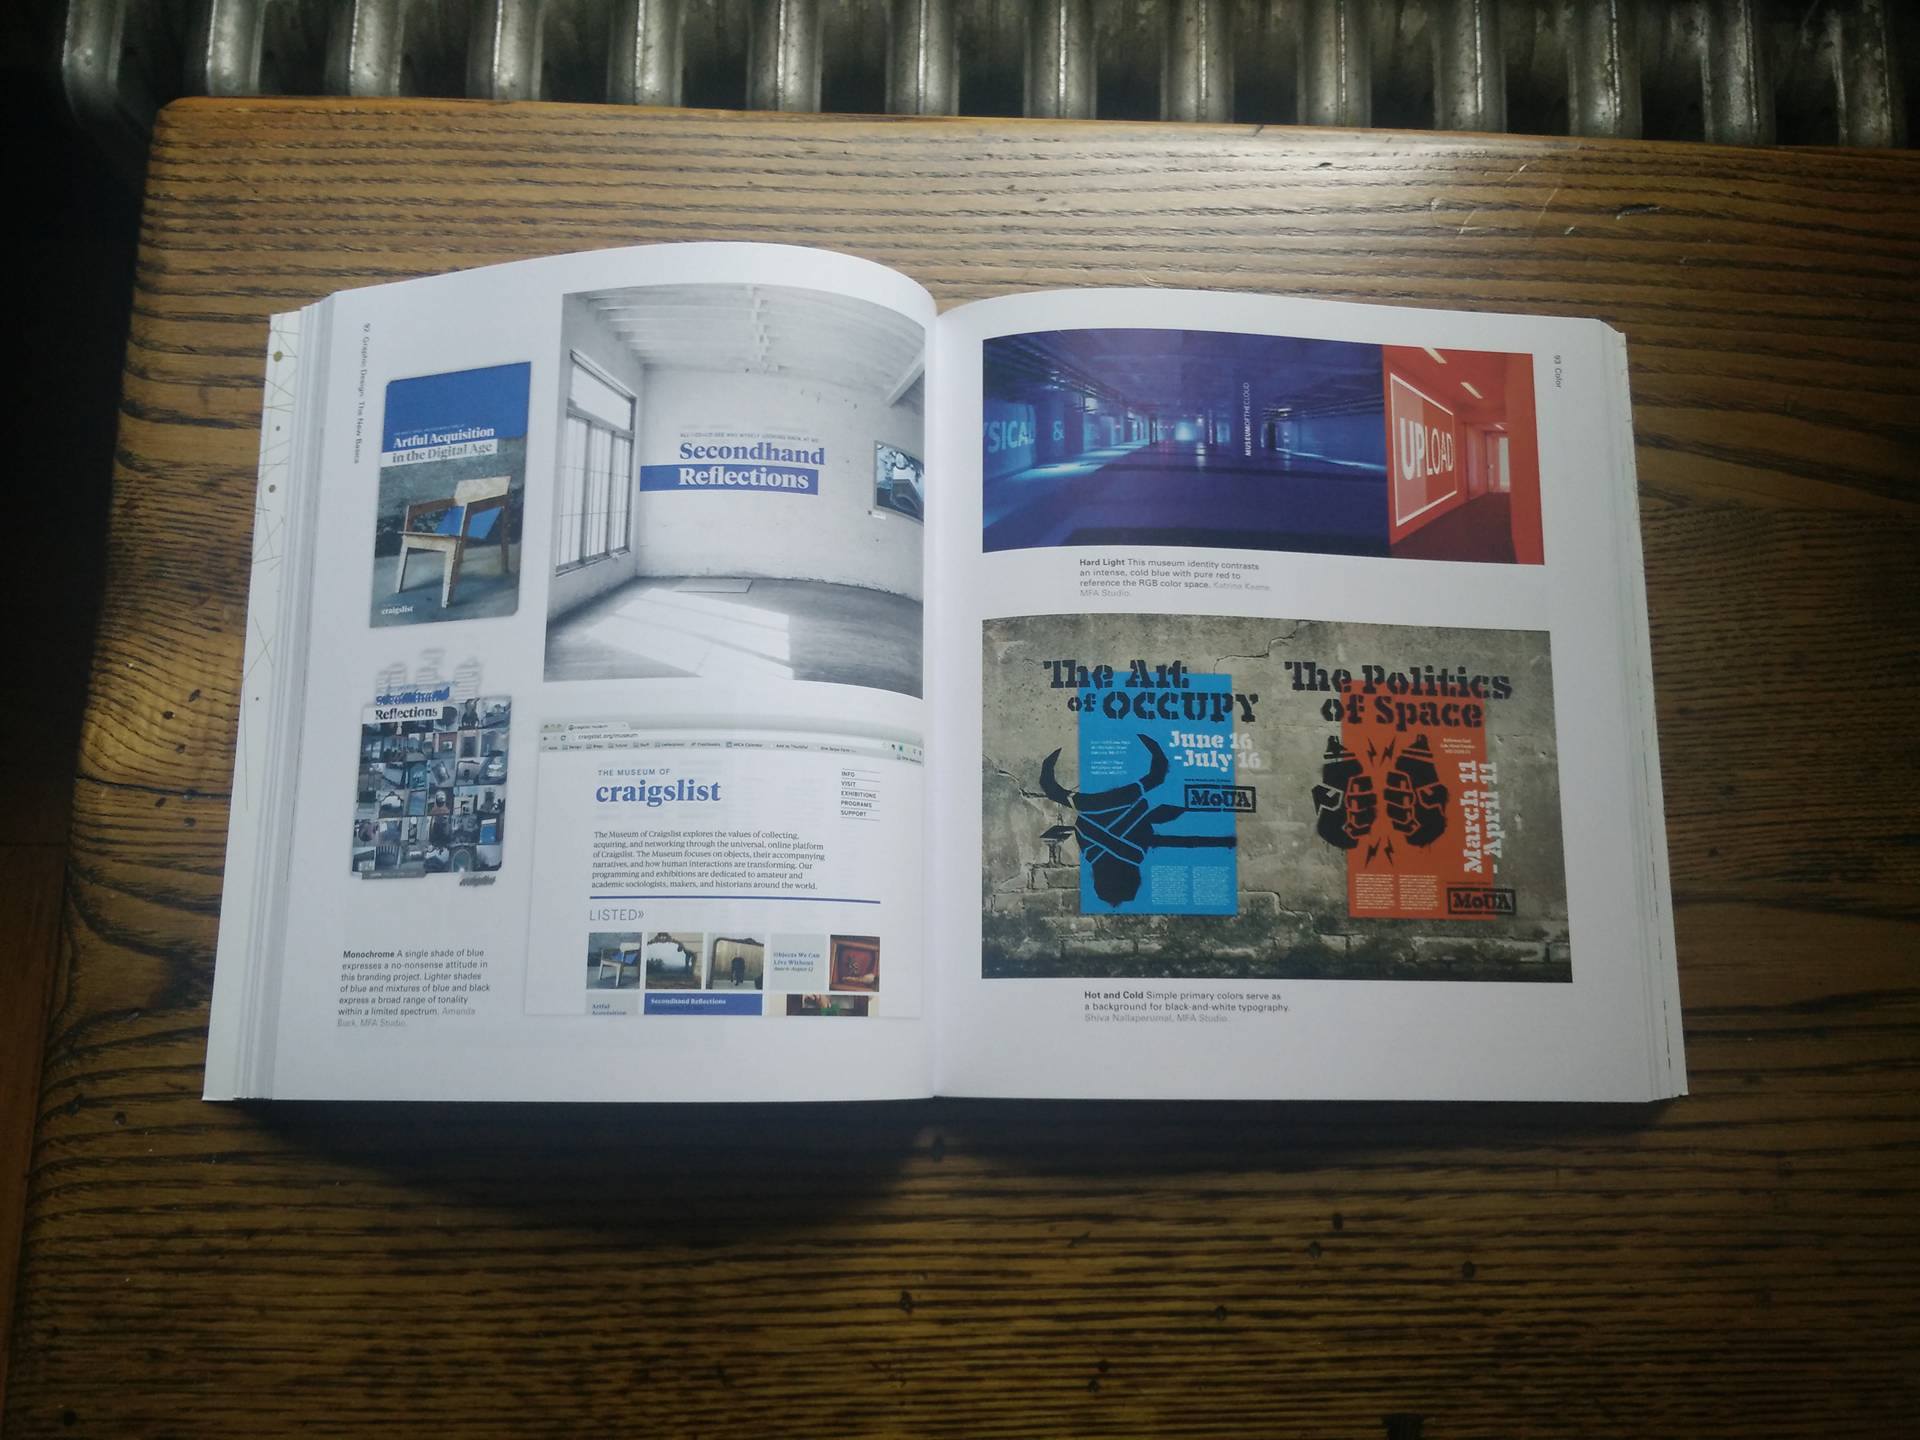 92 Graphic Design: The New Basics
Artful Acquisition
in the Digital Age
craigslist
Secondhand
Reflections
Reflections
craigslist museum
craigslist.org/museum
THE MUSEUM OF
craigslist
INFO
VISIT
EXHIBITIONS
PROGRAMS
SUPPORT
The Museum of Craigslist explores the values of collecting,
acquiring, and networking through the universal, online platform
of Craigslist. The Museum focuses on objects, their accompanying
narratives, and how human interactions are transforming. Our
programming and exhibitions are dedicated to amateur and
academic sociologists, makers, and historians around the world.
LISTED»
Objects We Can
Live Without
Artful
Acquisition
Secondhand Reflections
Monochrome A single shade of blue
expresses a no-nonsense attitude in
this branding project. Lighter shades
of blue and mixtures of blue and black
express a broad range of tonality
within a limited spectrum. Amanda
Buck, MFA Studio.
93 Color
YSICAL &
MUSEUMOFTHECLOUD
UPLOAD
Hard Light This museum identity contrasts
an intense, cold blue with pure red to
reference the RGB color space. Katrina Keane,
MFA Studio.
The Art
of OCCUPY
June 16
-July 16
MoUA
The Politics
of Space
March 11
-April 11
MoUA
Hot and Cold Simple primary colors serve as
a background for black-and-white typography.
Shiva Nallaperumal, MFA Studio.